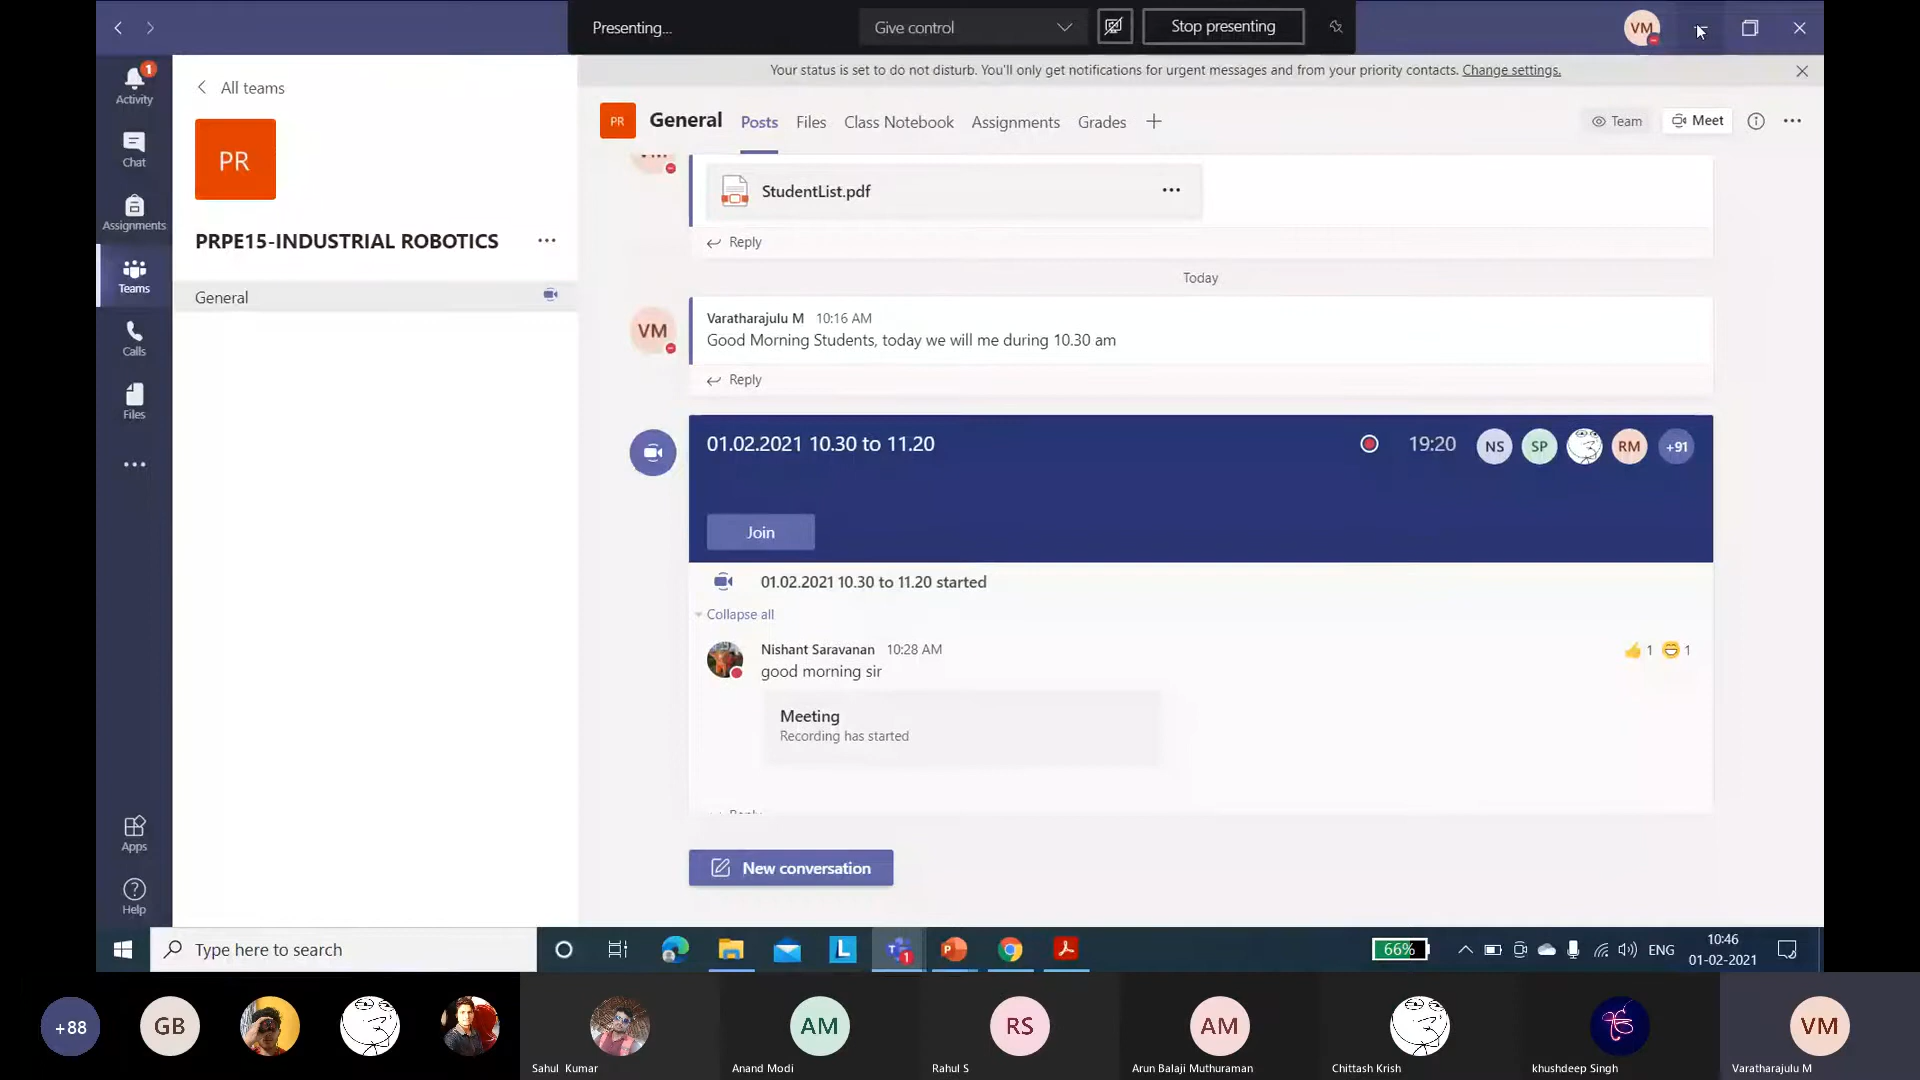 Presenting...
Give control
Stop presenting
VM
Your status is set to do not disturb. You'll only get notifications for urgent messages and from your priority contacts. Change settings.
Activity
1
Chat
Assignments
Teams
Calls
Files
Apps
Help
All teams
PR
PRPE15-INDUSTRIAL ROBOTICS
General
PR
General
Posts
Files
Class Notebook
Assignments
Grades
Team
Meet
StudentList.pdf
Reply
Today
VM
Varatharajulu M 10:16 AM
Good Morning Students, today we will me during 10.30 am
Reply
01.02.2021 10.30 to 11.20
19:20
NS
SP
RM
+91
Join
01.02.2021 10.30 to 11.20 started
Collapse all
Nishant Saravanan 10:28 AM
1
1
good morning sir
Meeting
Recording has started
New conversation
Type here to search
L
1
66%
ENG
10:46
01-02-2021
+88
GB
AM
RS
AM
VM
Sahul Kumar
Anand Modi
Rahul S
Arun Balaji Muthuraman
Chittash Krish
khushdeep Singh
Varatharajulu M